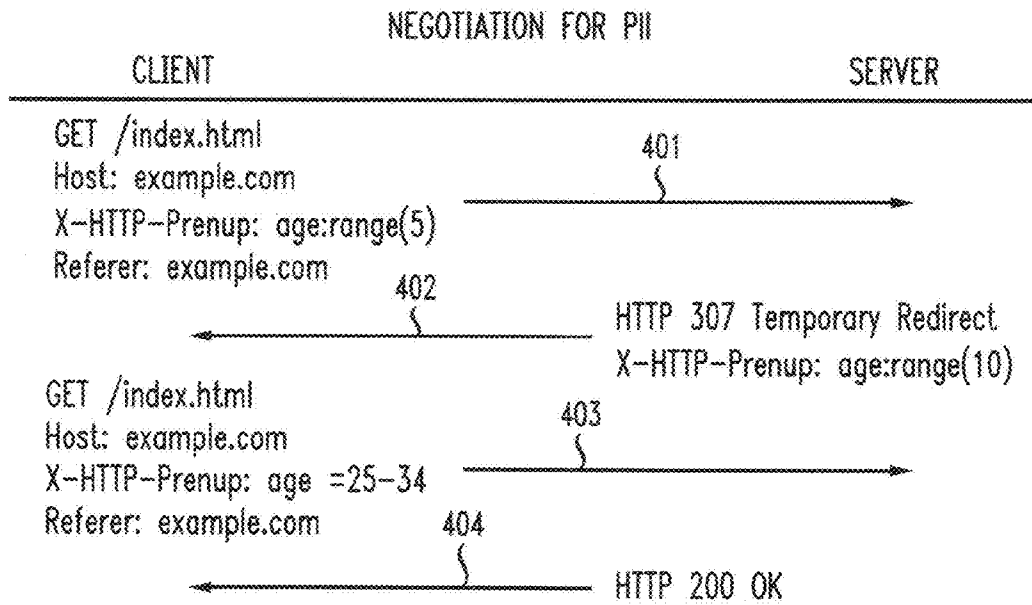 NEGOTIATION FOR PII
CLIENT SERVER
GET /index.html
Host: example.com
X-HTTP-Prenup: age:range(5)
Referer: example.com
401
402
HTTP 307 Temporary Redirect
X-HTTP-Prenup: age:range(10)
GET /index.html
Host: example.com
X-HTTP-Prenup: age =25-34
Referer: example.com
403
404
HTTP 200 OK